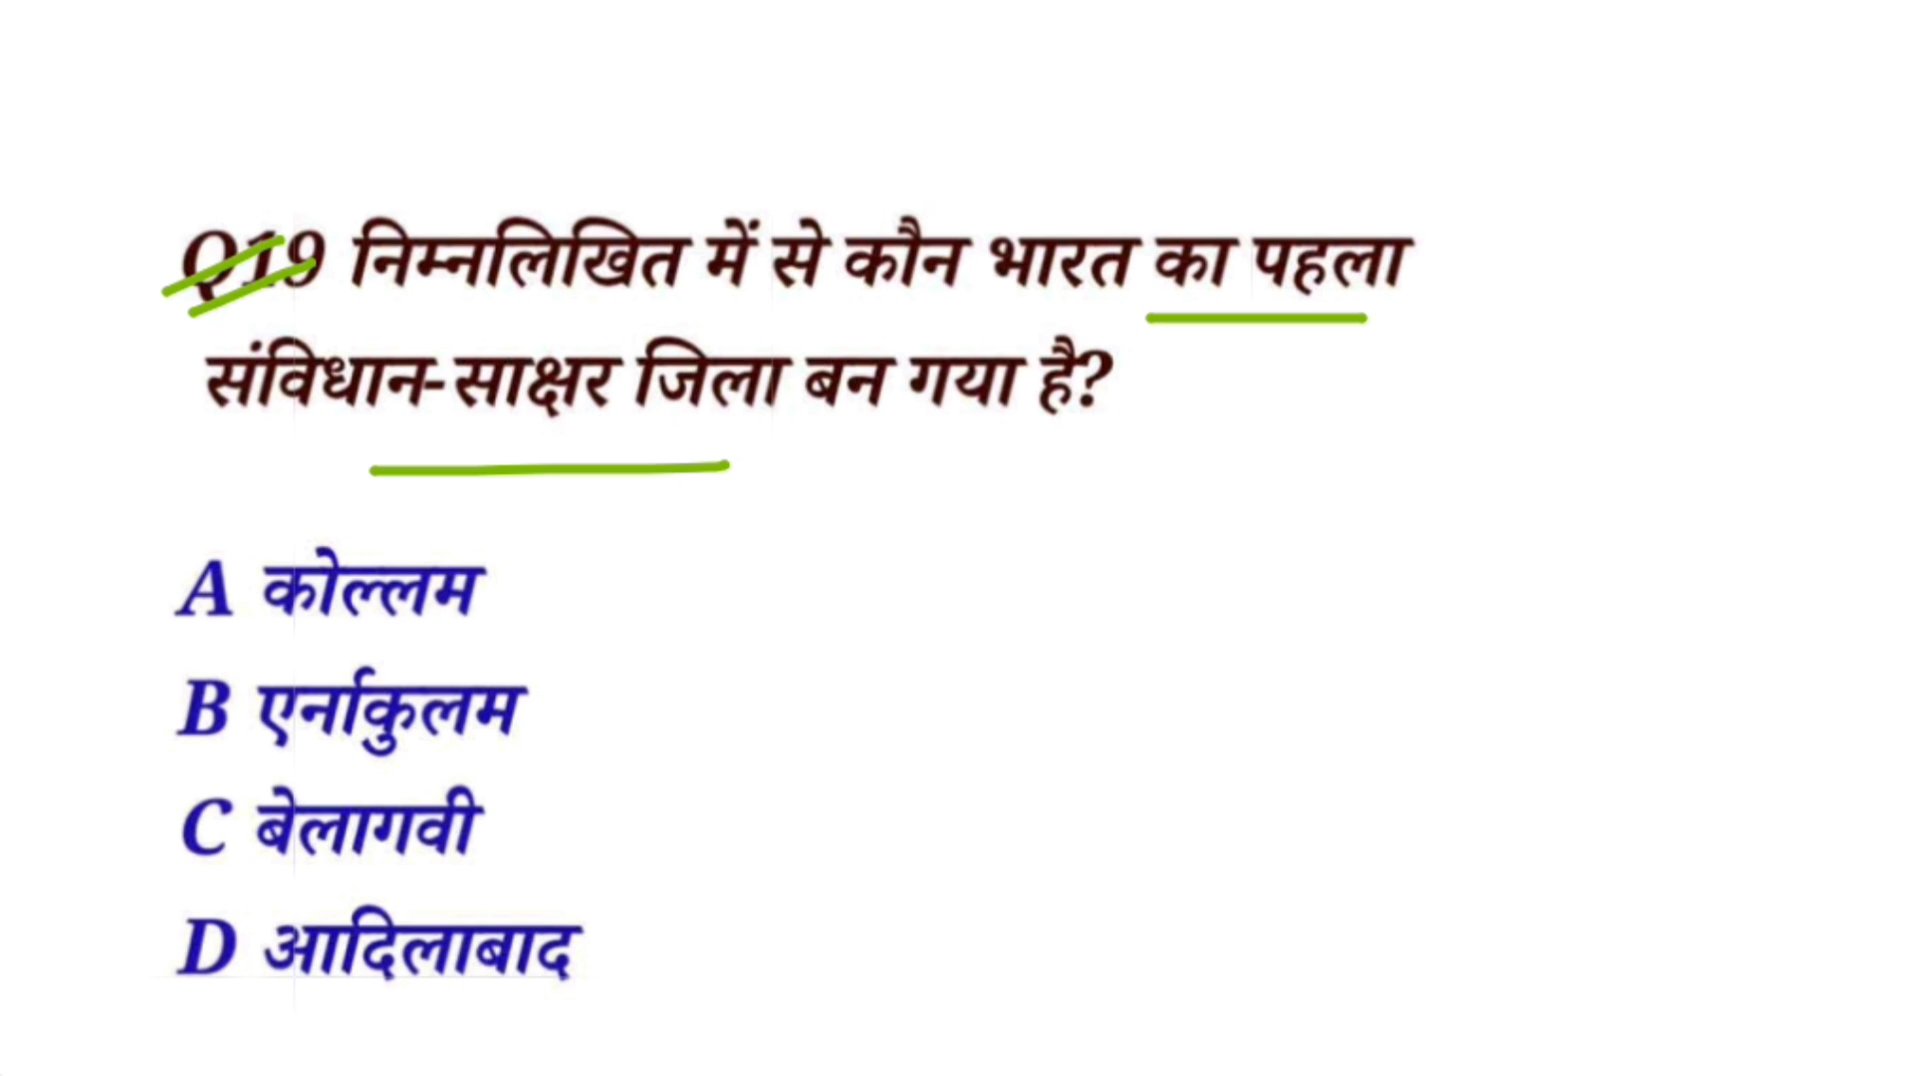 Q19 निम्नलिखित में से कौन भारत का पहला
संविधान-साक्षर जिला बन गया है?
A कोल्लम
B एर्नाकुलम
C बेलागवी
D आदिलाबाद